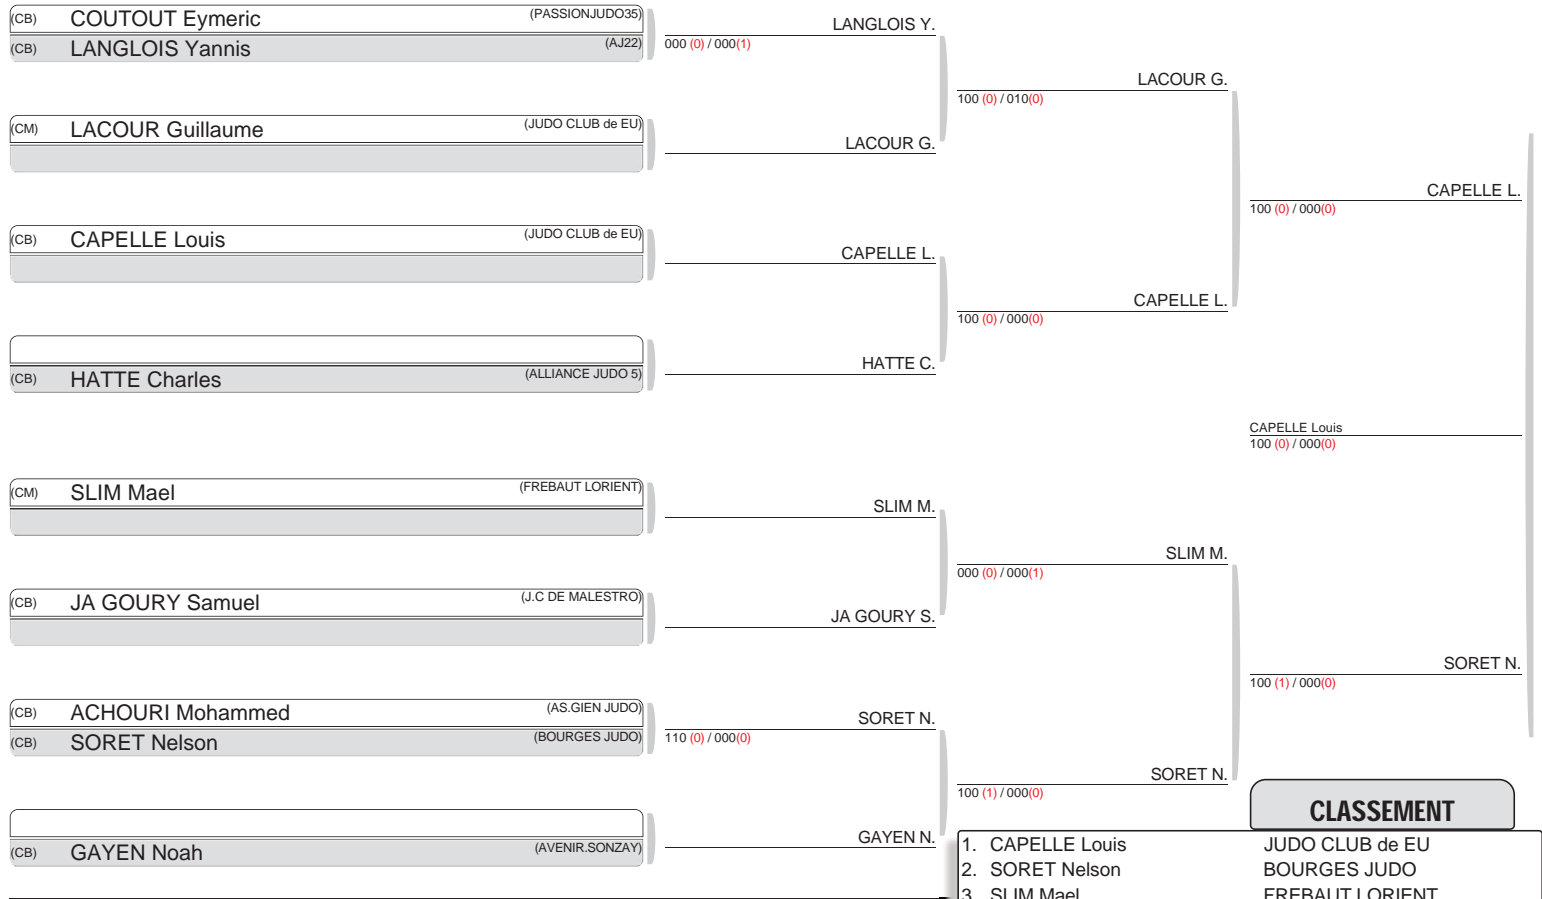 (CB) COUTOUT Eymeric (PASSIONJUDO35)
(CB) LANGLOIS Yannis (AJ22)
LANGLOIS Y.
000 (0) / 000(1)
LACOUR G.
100 (0) / 010(0)
(CM) LACOUR Guillaume (JUDO CLUB de EU)
LACOUR G.
CAPELLE L.
100 (0) / 000(0)
(CB) CAPELLE Louis (JUDO CLUB de EU)
CAPELLE L.
CAPELLE L.
100 (0) / 000(0)
(CB) HATTE Charles (ALLIANCE JUDO 5)
HATTE C.
CAPELLE Louis
100 (0) / 000(0)
(CM) SLIM Mael (FREBAUT LORIENT)
SLIM M.
SLIM M.
000 (0) / 000(1)
(CB) JA GOURY Samuel (J.C DE MALESTRO)
JA GOURY S.
SORET N.
100 (1) / 000(0)
(CB) ACHOURI Mohammed (AS.GIEN JUDO)
(CB) SORET Nelson (BOURGES JUDO)
SORET N.
110 (0) / 000(0)
SORET N.
100 (1) / 000(0)
(CB) GAYEN Noah (AVENIR.SONZAY)
GAYEN N.
CLASSEMENT
1. CAPELLE Louis JUDO CLUB de EU
2. SORET Nelson BOURGES JUDO
3. SLIM Mael FREBAUT LORIENT